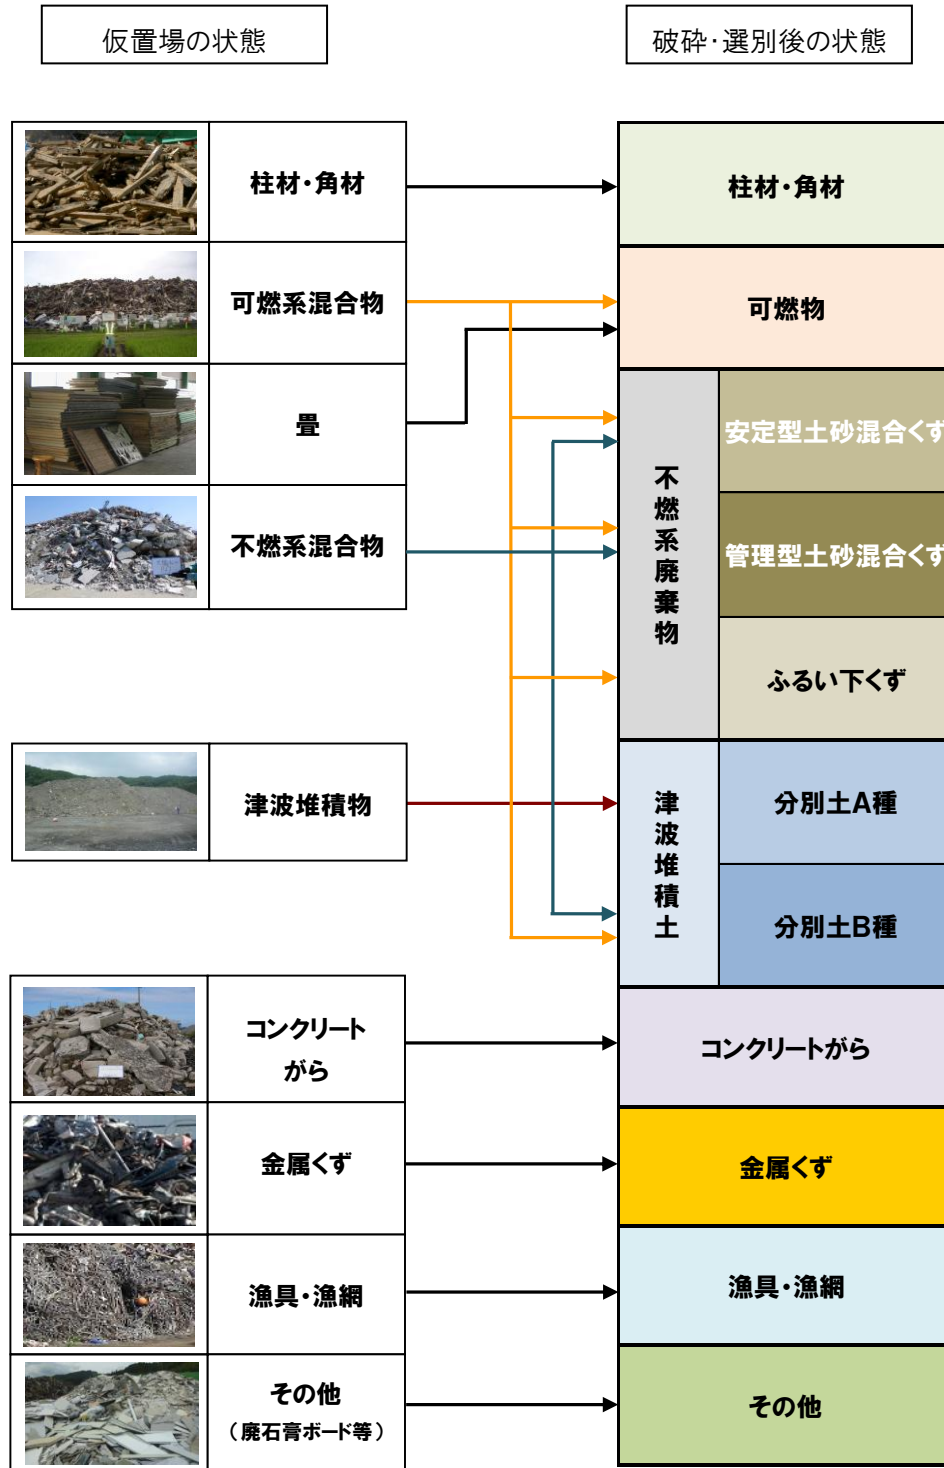 仮置場の状態
破砕・選別後の状態
柱材・角材
可燃系混合物
畳
不燃系混合物
津波堆積物
コンクリート
がら
金属くず
漁具・漁網
その他
（廃石膏ボード等）
柱材・角材
可燃物
不燃系廃棄物
安定型土砂混合くず
管理型土砂混合くず
ふるい下くず
津波堆積土
分別土A種
分別土B種
コンクリートがら
金属くず
漁具・漁網
その他